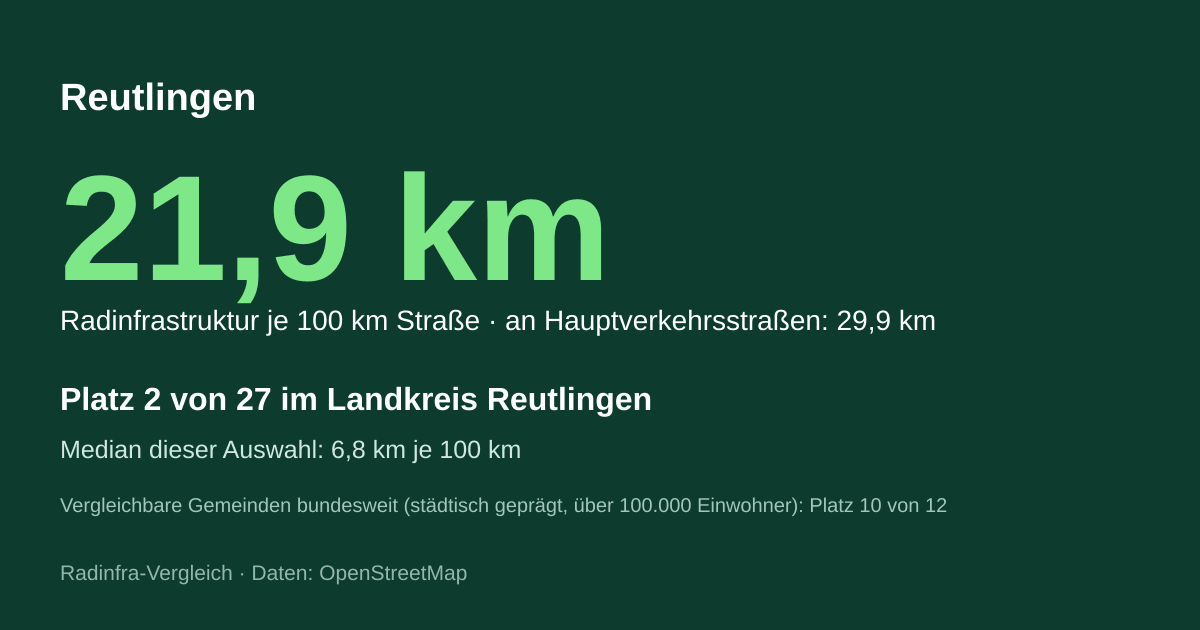 Reutlingen
21,9 km
Radinfrastruktur je 100 km Straße · an Hauptverkehrsstraßen: 29,9 km
Platz 2 von 27 im Landkreis Reutlingen
Median dieser Auswahl: 6,8 km je 100 km
Vergleichbare Gemeinden bundesweit (städtisch geprägt, über 100.000 Einwohner): Platz 10 von 12
Radinfra-Vergleich · Daten: OpenStreetMap